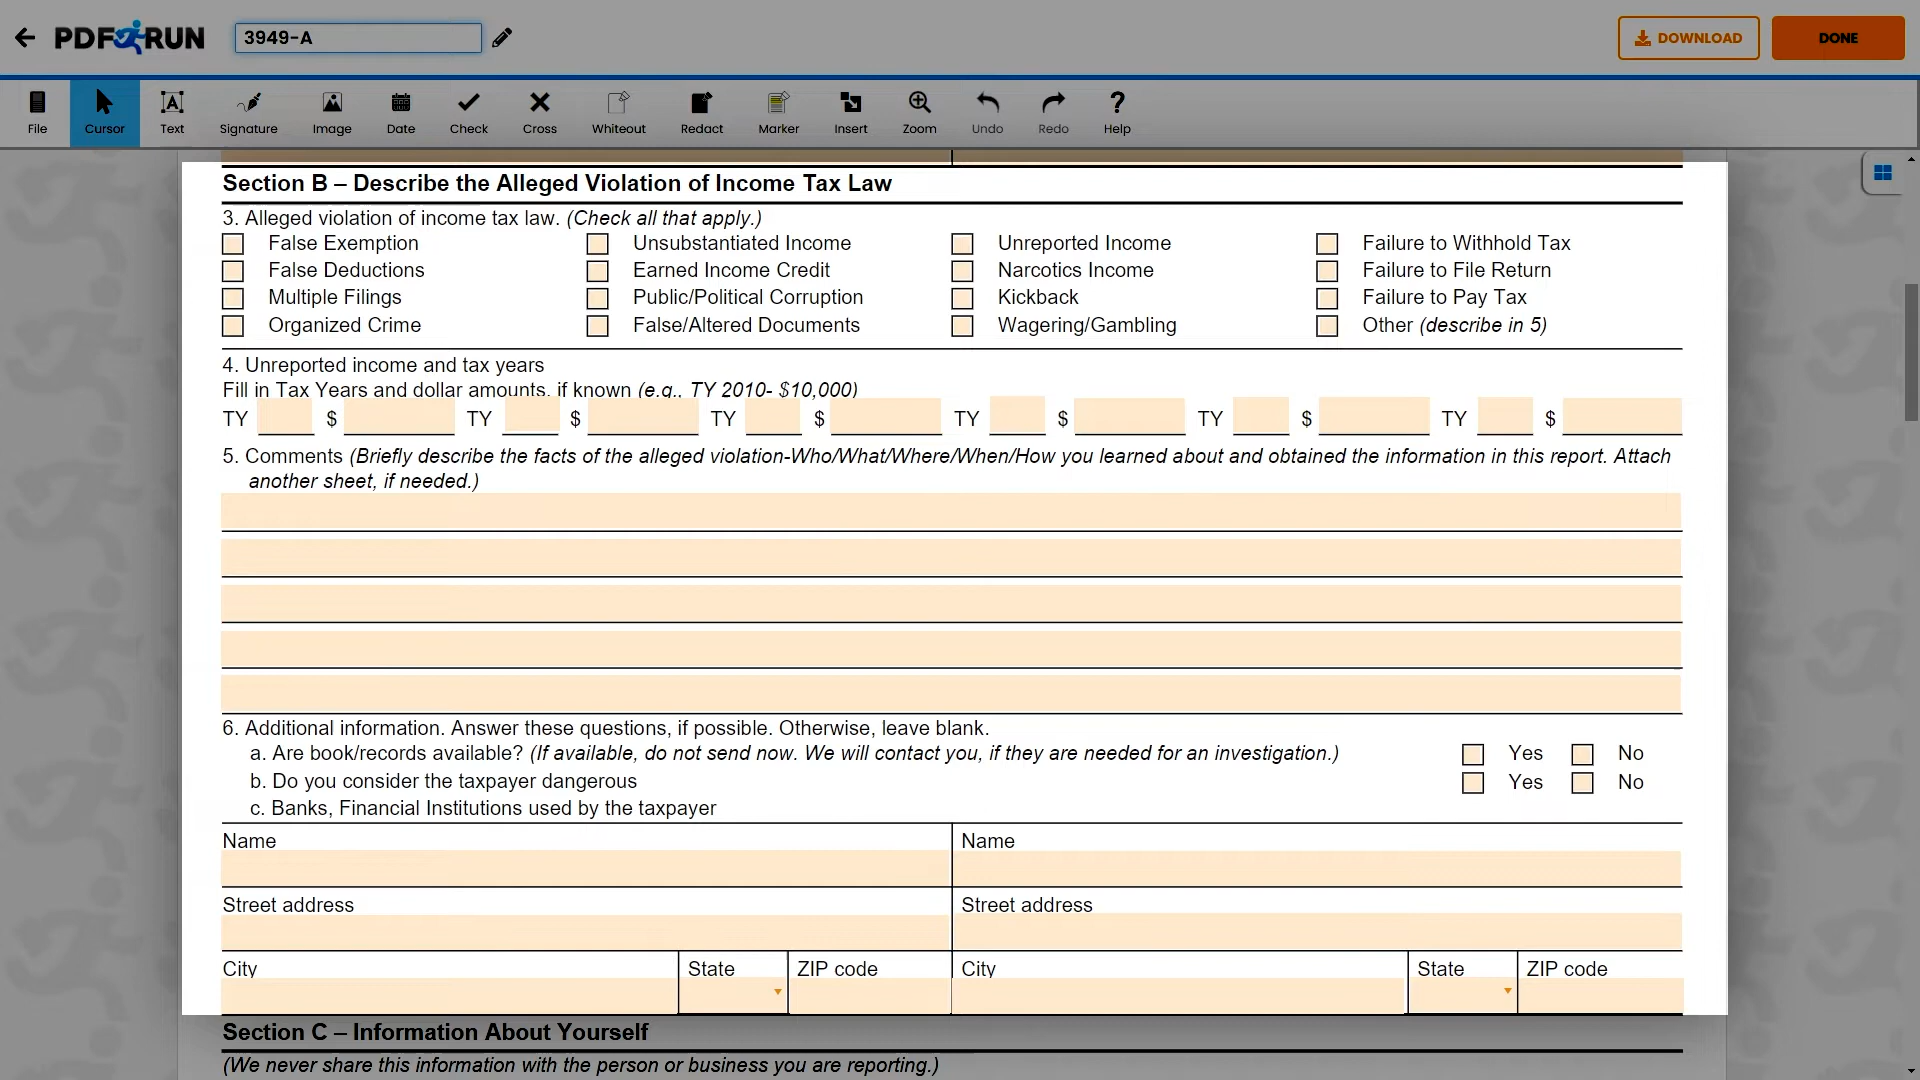 PDF RUN
3949-A
DOWNLOAD
DONE
File
Cursor
Text
Signature
Image
Date
Check
Cross
Whiteout
Redact
Marker
Insert
Zoom
Undo
Redo
Help
Section B – Describe the Alleged Violation of Income Tax Law
3. Alleged violation of income tax law. (Check all that apply.)
False Exemption Unsubstantiated Income Unreported Income Failure to Withhold Tax
False Deductions Earned Income Credit Narcotics Income Failure to File Return
Multiple Filings Public/Political Corruption Kickback Failure to Pay Tax
Organized Crime False/Altered Documents Wagering/Gambling Other (describe in 5)
4. Unreported income and tax years
Fill in Tax Years and dollar amounts, if known (e.g., TY 2010- $10,000)
TY $ TY $ TY $ TY $ TY $ TY $
5. Comments (Briefly describe the facts of the alleged violation-Who/What/Where/When/How you learned about and obtained the information in this report. Attach
another sheet, if needed.)
6. Additional information. Answer these questions, if possible. Otherwise, leave blank.
a. Are book/records available? (If available, do not send now. We will contact you, if they are needed for an investigation.) Yes No
b. Do you consider the taxpayer dangerous Yes No
c. Banks, Financial Institutions used by the taxpayer
Name Name
Street address Street address
City State ZIP code City State ZIP code
Section C – Information About Yourself
(We never share this information with the person or business you are reporting.)